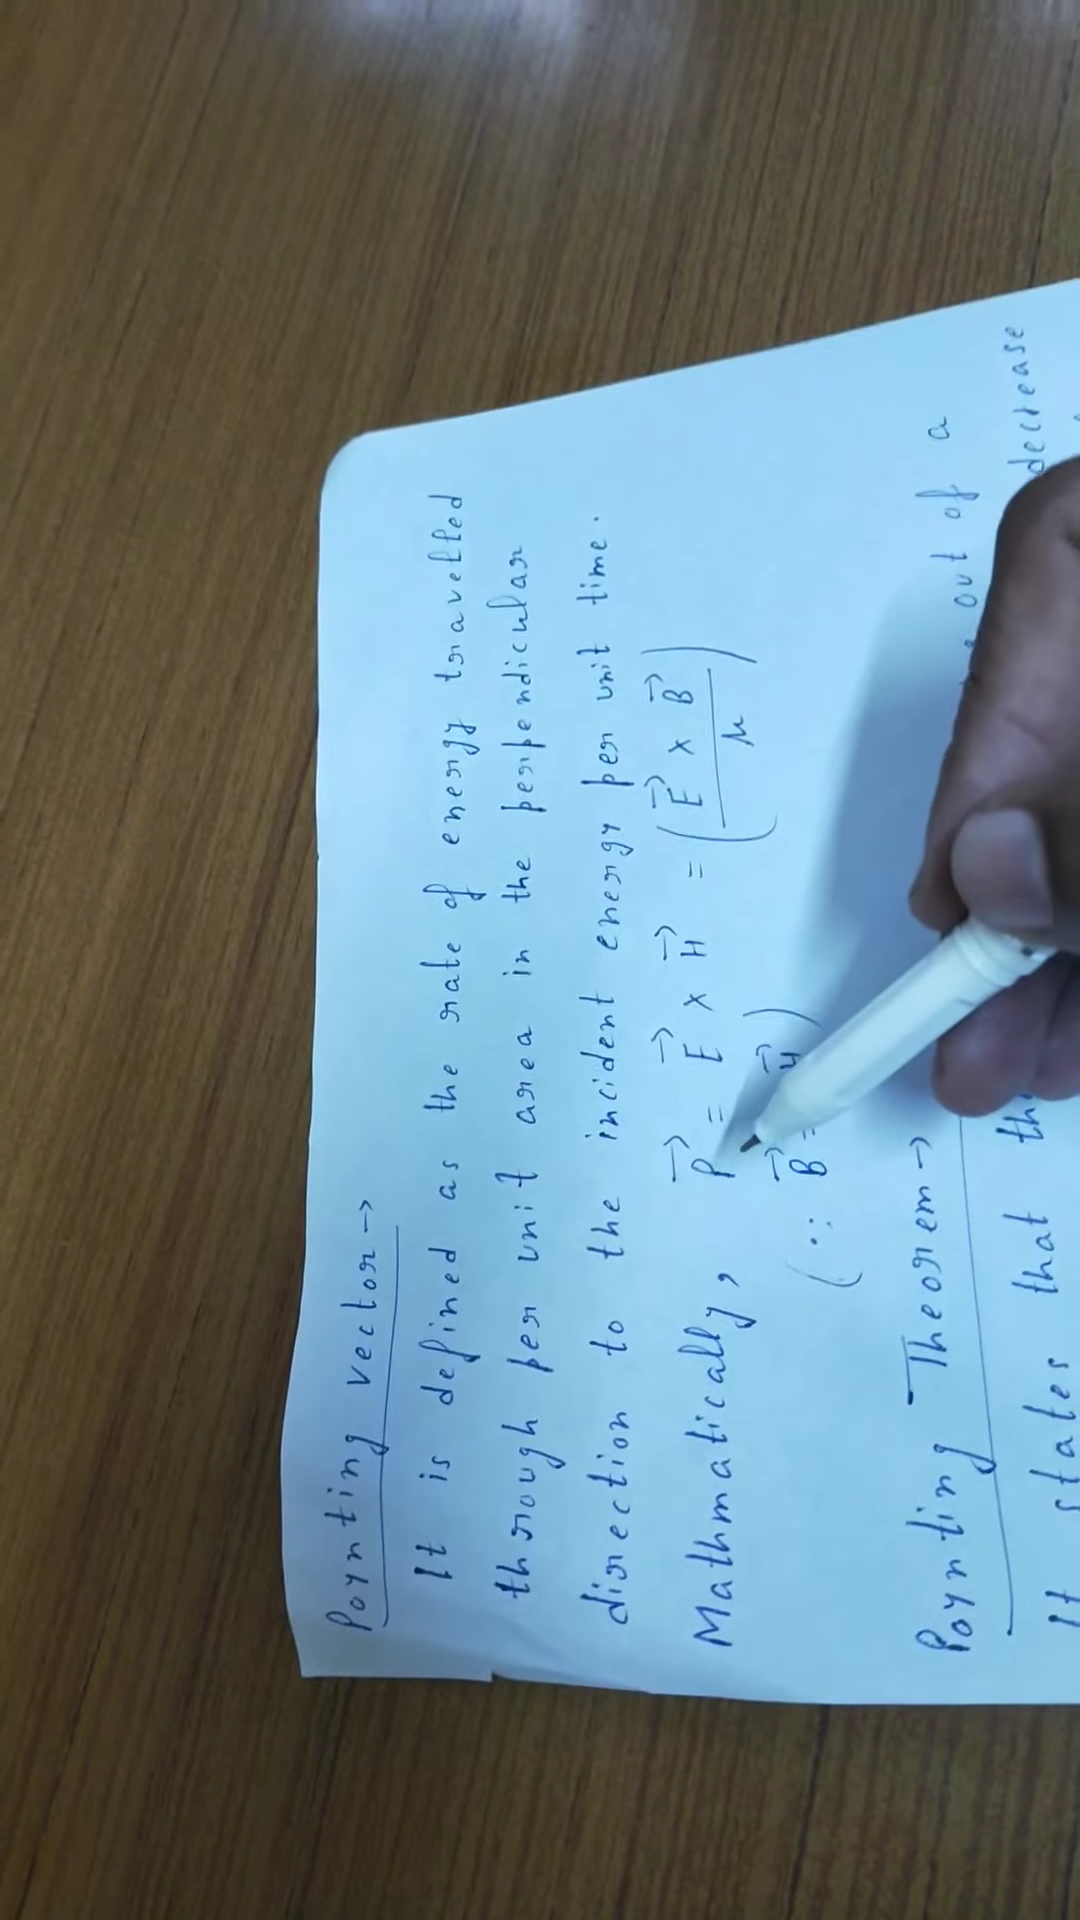 Poynting vector→
It is defined as the rate of energy travelled
through per unit area in the perpendicular
direction to the incident energy per unit time.
Mathmatically, P⃗ = E⃗ × H⃗ = (E⃗ × B⃗ / μ)
(∵ B⃗ = H⃗)
Poynting Theorem→ out of a
It states that the decrease